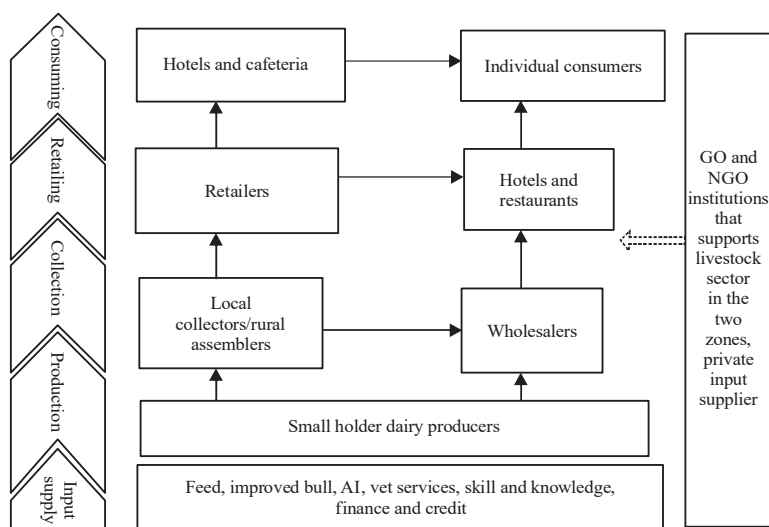 Consuming
Retailing
Collection
Production
Input
supply
Hotels and cafeteria
Individual consumers
Retailers
Hotels and
restaurants
Local
collectors/rural
assemblers
Wholesalers
Small holder dairy producers
Feed, improved bull, AI, vet services, skill and knowledge,
finance and credit
GO and
NGO
institutions
that
supports
livestock
sector
in the
two
zones,
private
input
supplier